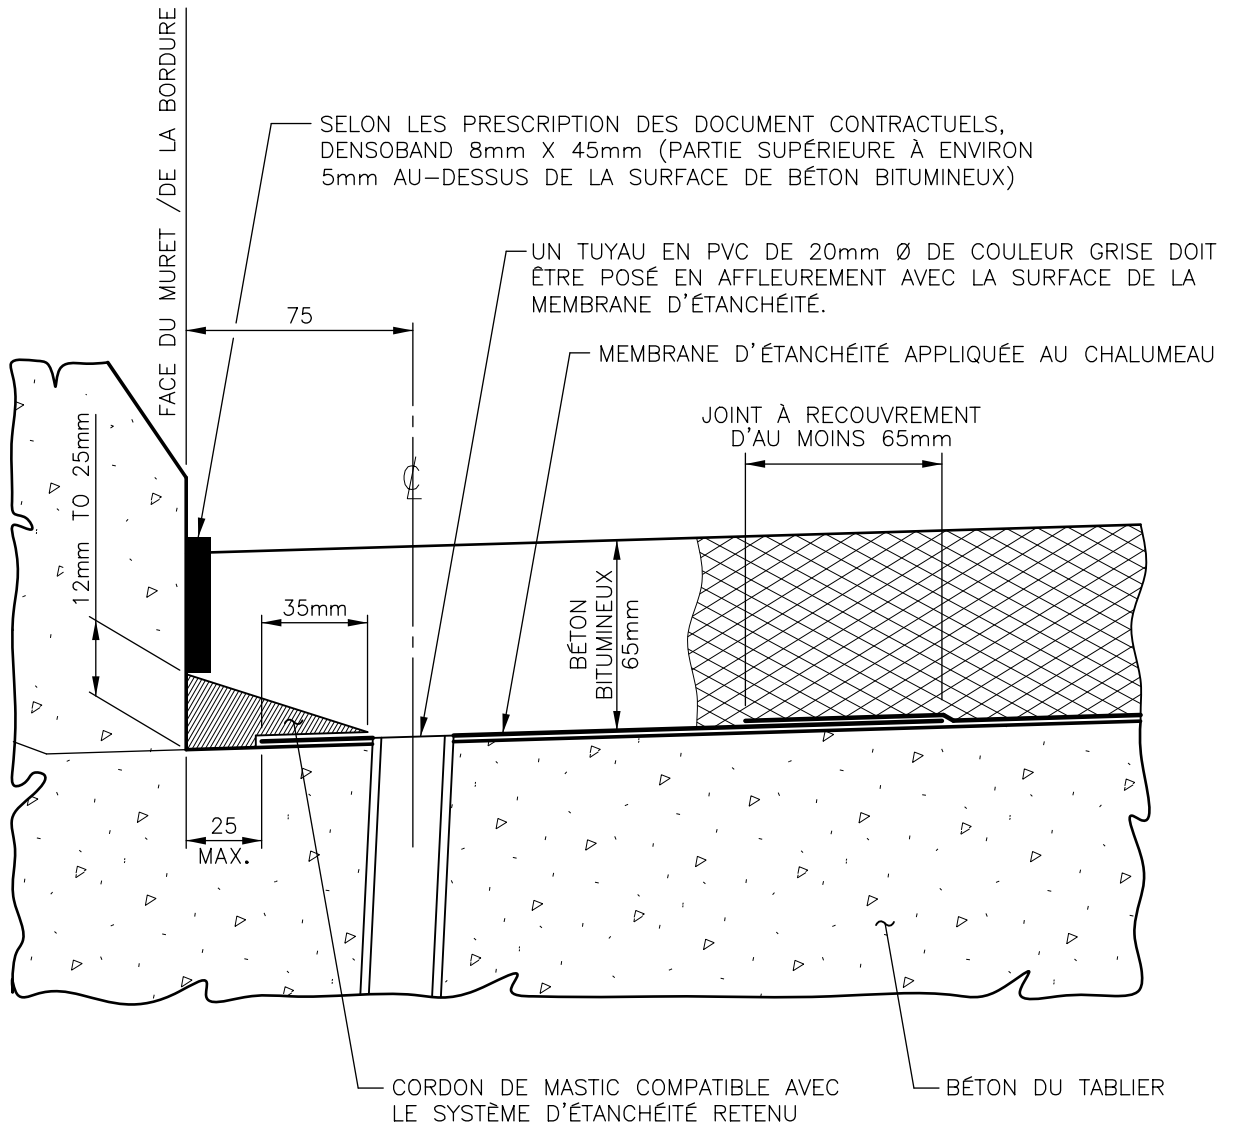 FACE DU MURET /DE LA BORDURE
SELON LES PRESCRIPTION DES DOCUMENT CONTRACTUELS,
DENSOBAND 8mm X 45mm (PARTIE SUPÉRIEURE À ENVIRON
5mm AU-DESSUS DE LA SURFACE DE BÉTON BITUMINEUX)
UN TUYAU EN PVC DE 20mm Ø DE COULEUR GRISE DOIT
ÊTRE POSÉ EN AFFLEUREMENT AVEC LA SURFACE DE LA
MEMBRANE D'ÉTANCHÉITÉ.
75
MEMBRANE D'ÉTANCHÉITÉ APPLIQUÉE AU CHALUMEAU
JOINT À RECOUVREMENT
D'AU MOINS 65mm
12mm TO 25mm
℄
35mm
BÉTON
BITUMINEUX
65mm
25
MAX.
CORDON DE MASTIC COMPATIBLE AVEC
LE SYSTÈME D'ÉTANCHÉITÉ RETENU
BÉTON DU TABLIER